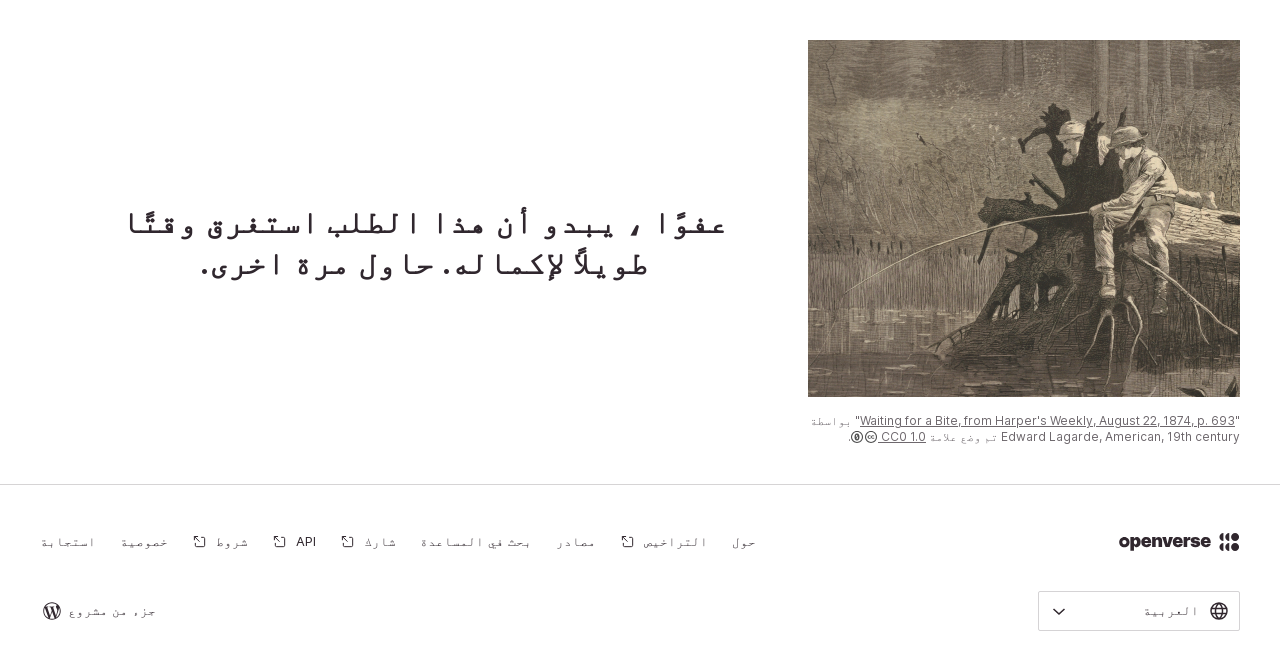 عفوًا ، يبدو أن هذا الطلب استغرق وقتًا
طويلاً لإكماله. حاول مرة اخرى.
"Waiting for a Bite, from Harper's Weekly, August 22, 1874, p. 693" بواسطة
Edward Lagarde, American, 19th century تم وضع علامة CC0 1.0.
openverse
حول
التراخيص
مصادر
بحث في المساعدة
شارك
API
شروط
خصوصية
استجابة
العربية
جزء من مشروع